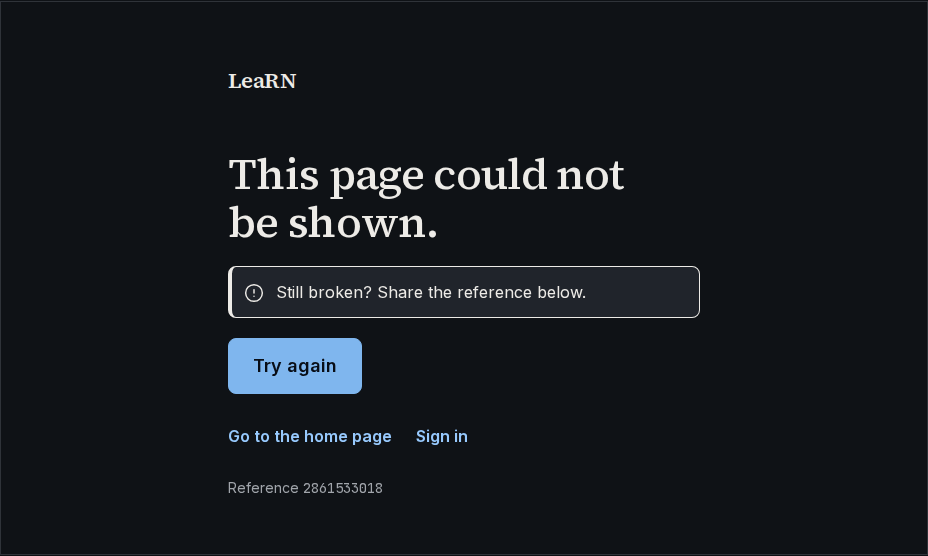 LeaRN
This page could not
be shown.
Still broken? Share the reference below.
Try again
Go to the home page Sign in
Reference 2861533018